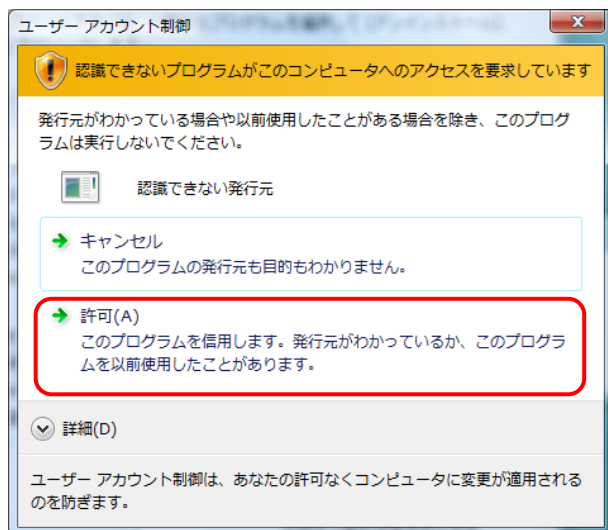 ユーザー アカウント制御
認識できないプログラムがこのコンピュータへのアクセスを要求しています
発行元がわかっている場合や以前使用したことがある場合を除き、このプログ
ラムは実行しないでください。
認識できない発行元
キャンセル
このプログラムの発行元も目的もわかりません。
許可(A)
このプログラムを信用します。発行元がわかっているか、このプログラ
ムを以前使用したことがあります。
詳細(D)
ユーザー アカウント制御は、あなたの許可なくコンピュータに変更が適用される
のを防ぎます。